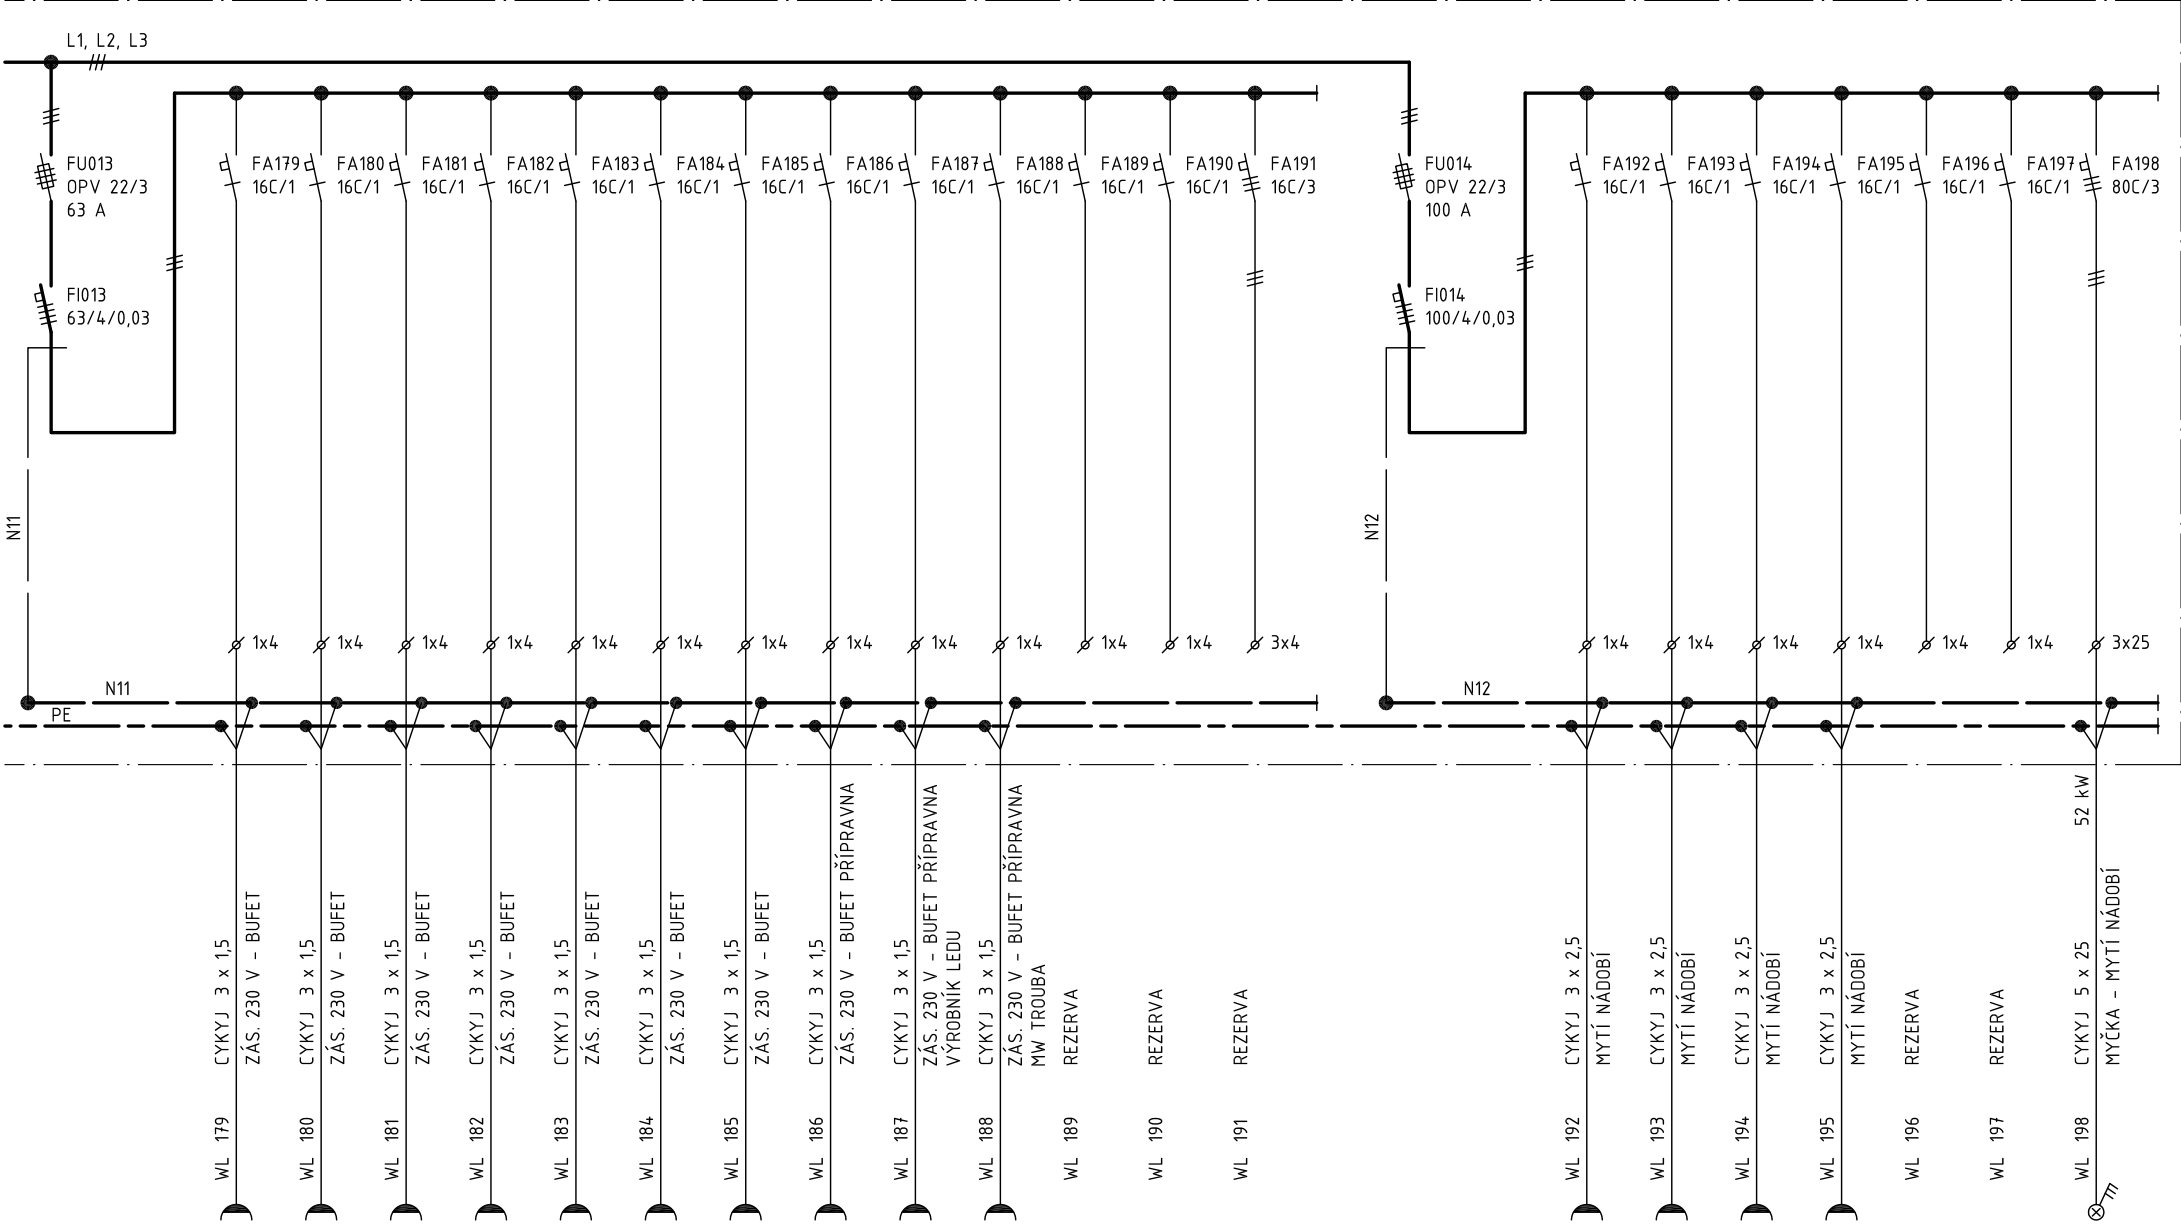 L1, L2, L3
FU013
OPV 22/3
63 A
FI013
63/4/0,03
FA179
16C/1
FA180
16C/1
FA181
16C/1
FA182
16C/1
FA183
16C/1
FA184
16C/1
FA185
16C/1
FA186
16C/1
FA187
16C/1
FA188
16C/1
FA189
16C/1
FA190
16C/1
FA191
16C/3
FU014
OPV 22/3
100 A
FI014
100/4/0,03
FA192
16C/1
FA193
16C/1
FA194
16C/1
FA195
16C/1
FA196
16C/1
FA197
16C/1
FA198
80C/3
N11
N12
1x4
1x4
1x4
1x4
1x4
1x4
1x4
1x4
1x4
1x4
1x4
1x4
3x4
1x4
1x4
1x4
1x4
1x4
1x4
3x25
N11
PE
N12
WL 179 CYKYJ 3 x 1,5
ZÁS. 230 V - BUFET
WL 180 CYKYJ 3 x 1,5
ZÁS. 230 V - BUFET
WL 181 CYKYJ 3 x 1,5
ZÁS. 230 V - BUFET
WL 182 CYKYJ 3 x 1,5
ZÁS. 230 V - BUFET
WL 183 CYKYJ 3 x 1,5
ZÁS. 230 V - BUFET
WL 184 CYKYJ 3 x 1,5
ZÁS. 230 V - BUFET
WL 185 CYKYJ 3 x 1,5
ZÁS. 230 V - BUFET
WL 186 CYKYJ 3 x 1,5
ZÁS. 230 V - BUFET PŘÍPRAVNA
WL 187 CYKYJ 3 x 1,5
ZÁS. 230 V - BUFET PŘÍPRAVNA
VÝROBNÍK LEDU
WL 188 CYKYJ 3 x 1,5
ZÁS. 230 V - BUFET PŘÍPRAVNA
MW TROUBA
WL 189 REZERVA
WL 190 REZERVA
WL 191 REZERVA
WL 192 CYKYJ 3 x 2,5
MYTÍ NÁDOBÍ
WL 193 CYKYJ 3 x 2,5
MYTÍ NÁDOBÍ
WL 194 CYKYJ 3 x 2,5
MYTÍ NÁDOBÍ
WL 195 CYKYJ 3 x 2,5
MYTÍ NÁDOBÍ
WL 196 REZERVA
WL 197 REZERVA
WL 198 CYKYJ 5 x 25 52 kW
MYČKA - MYTÍ NÁDOBÍ